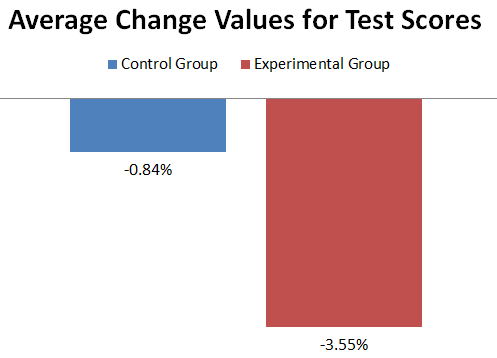 Average Change Values for Test Scores
Control Group Experimental Group
-0.84%
-3.55%